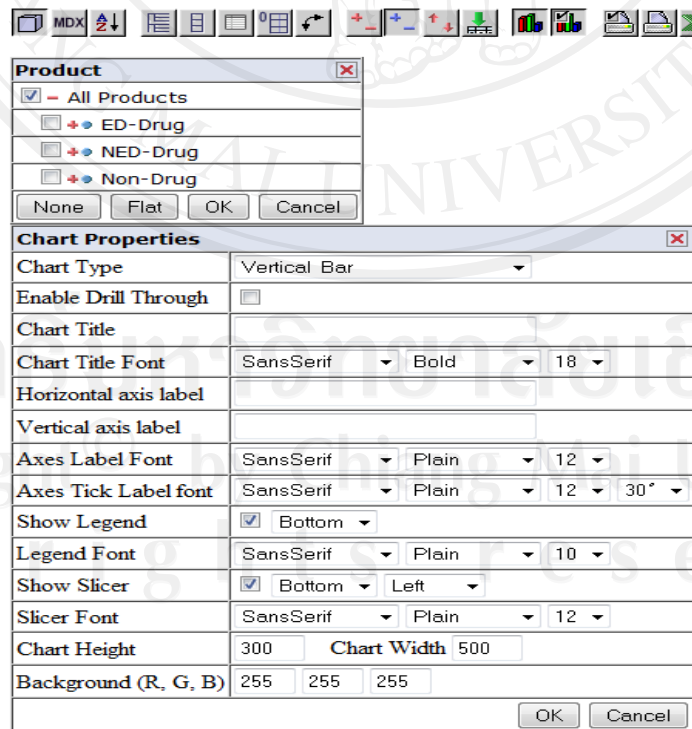 MDX
Product
All Products
ED-Drug
NED-Drug
Non-Drug
None Flat OK Cancel
Chart Properties
Chart Type Vertical Bar
Enable Drill Through
Chart Title
Chart Title Font SansSerif Bold 18
Horizontal axis label
Vertical axis label
Axes Label Font SansSerif Plain 12
Axes Tick Label font SansSerif Plain 12 30°
Show Legend Bottom
Legend Font SansSerif Plain 10
Show Slicer Bottom Left
Slicer Font SansSerif Plain 12
Chart Height 300 Chart Width 500
Background (R, G, B) 255 255 255
OK Cancel